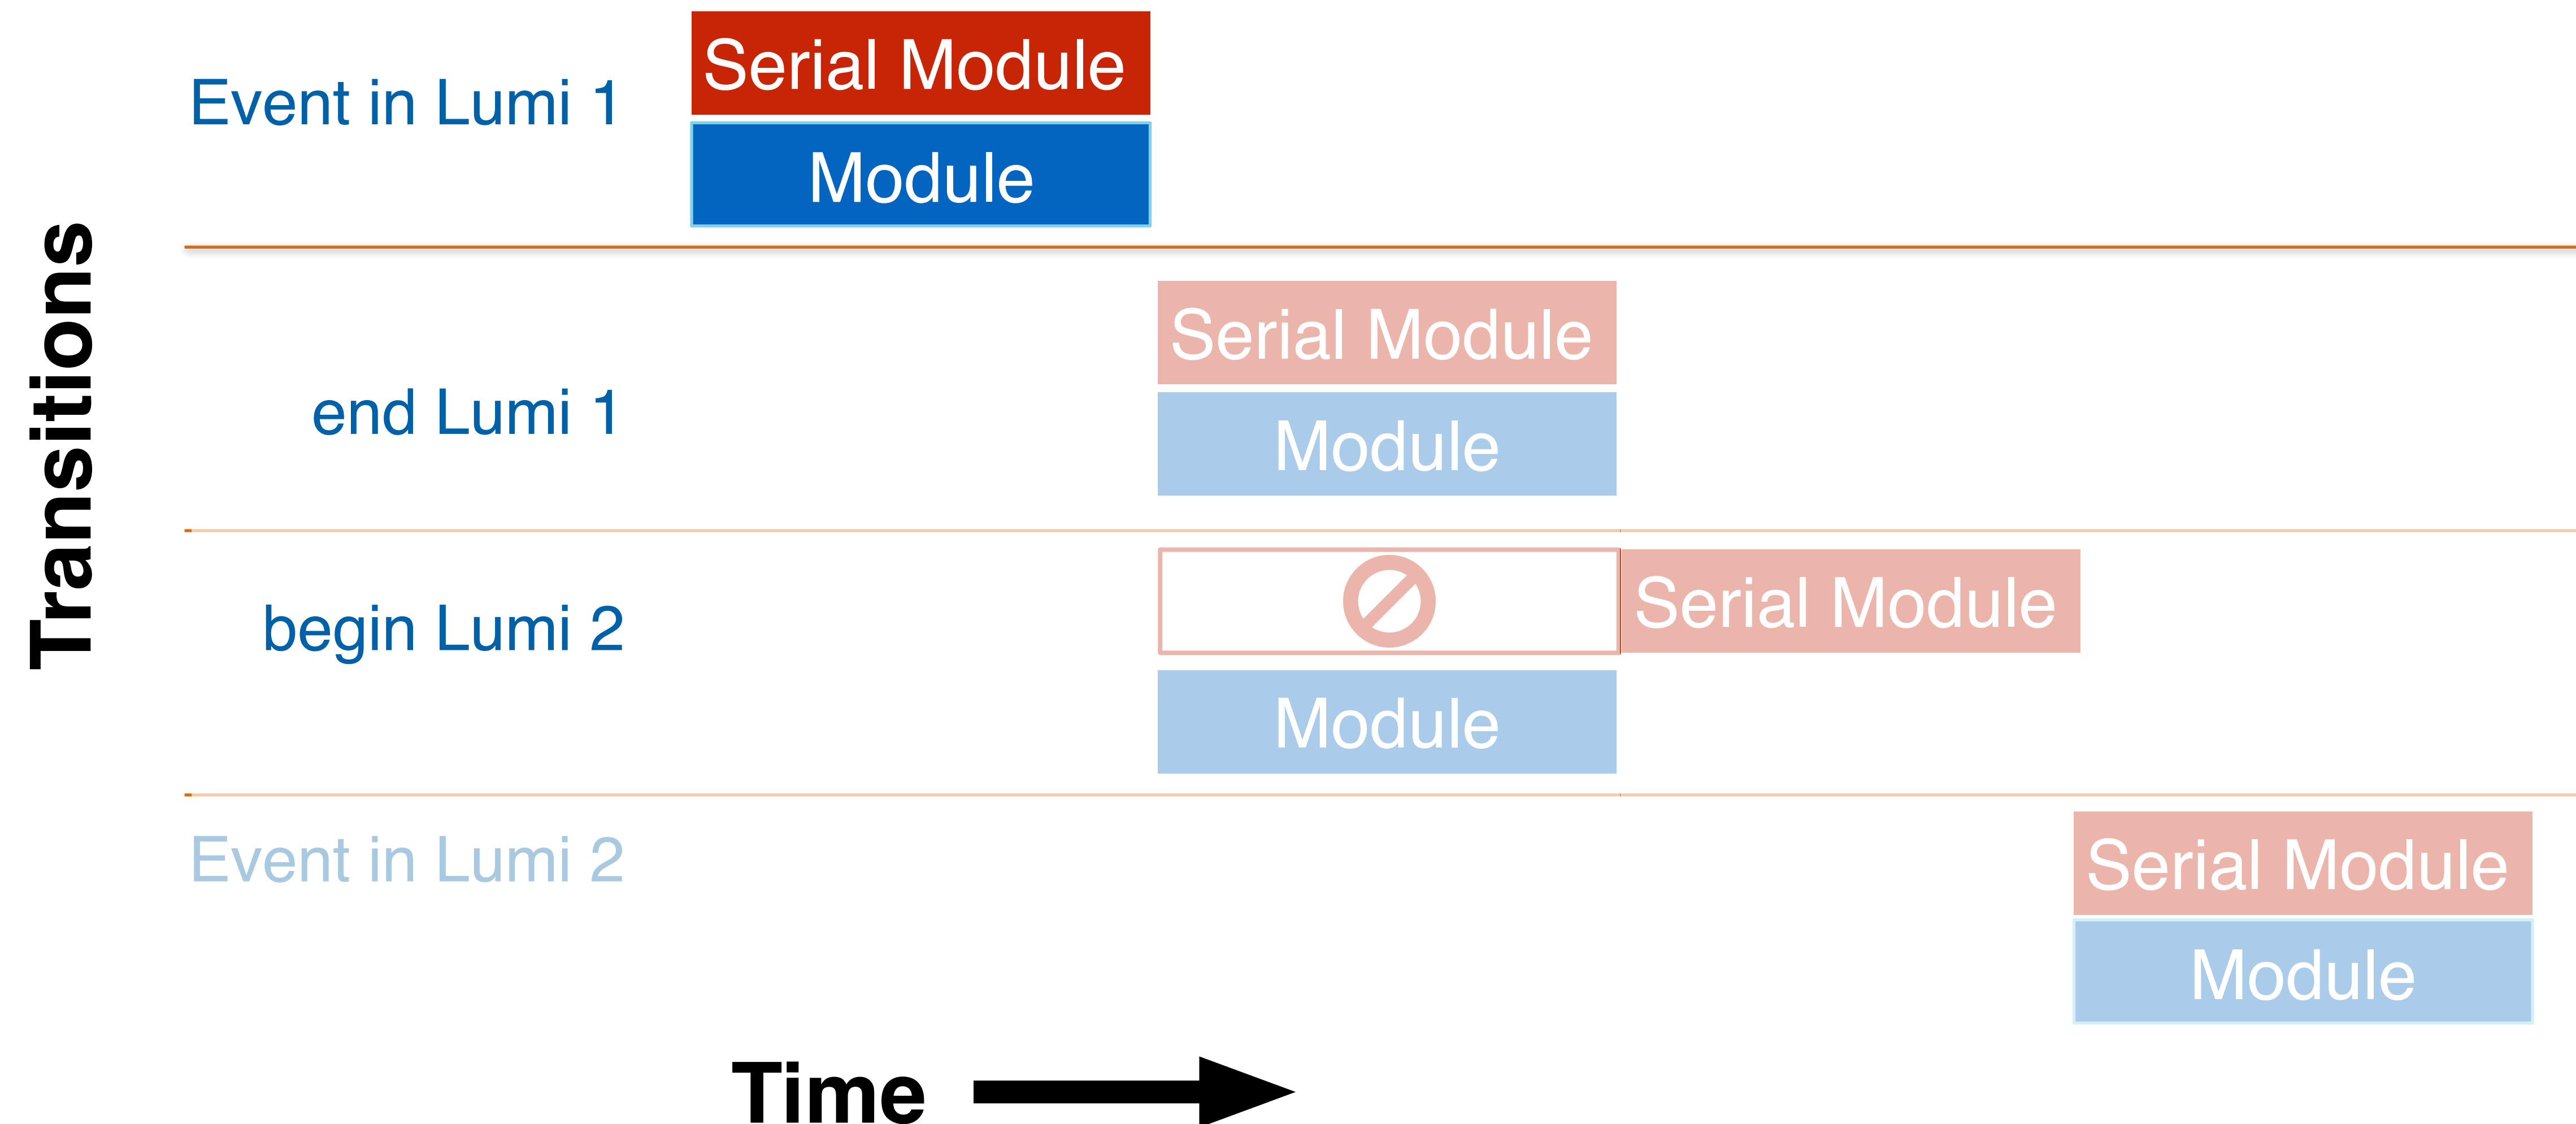 Transitions
Event in Lumi 1
Serial Module
Module
end Lumi 1
Serial Module
Module
begin Lumi 2
Serial Module
Module
Event in Lumi 2
Serial Module
Module
Time